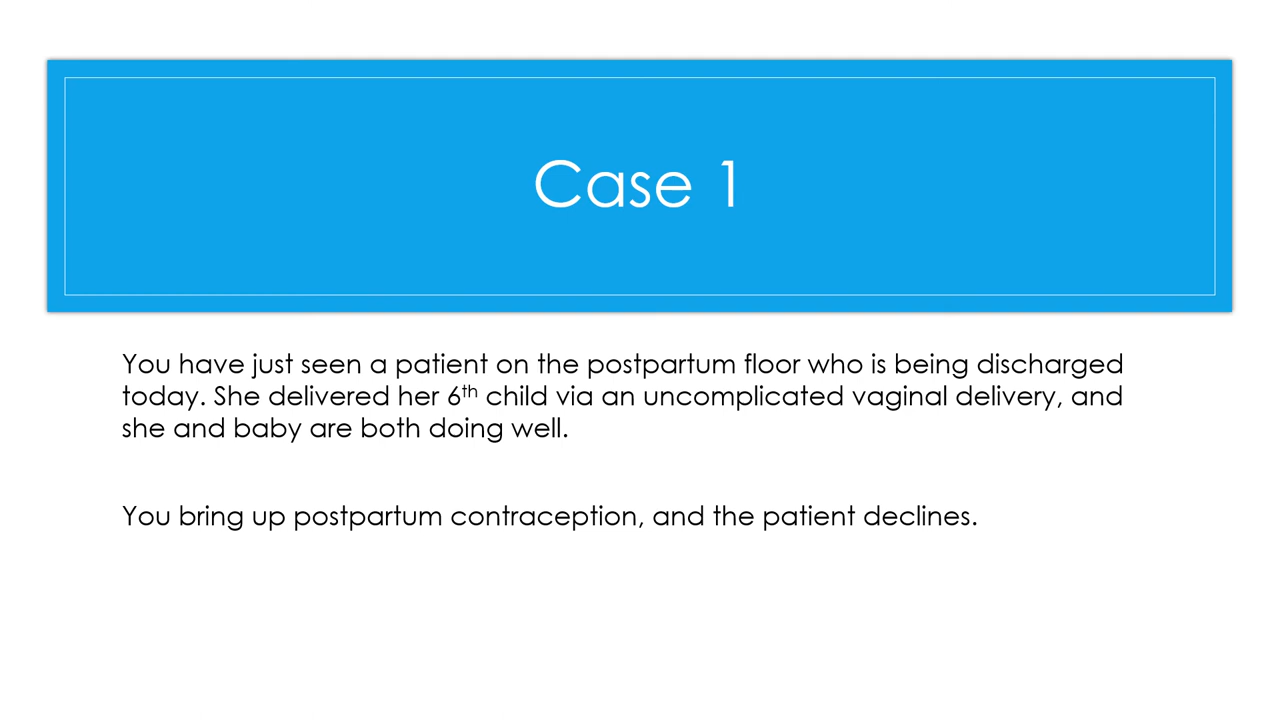 Case 1
You have just seen a patient on the postpartum floor who is being discharged
today. She delivered her 6th child via an uncomplicated vaginal delivery, and
she and baby are both doing well.
You bring up postpartum contraception, and the patient declines.